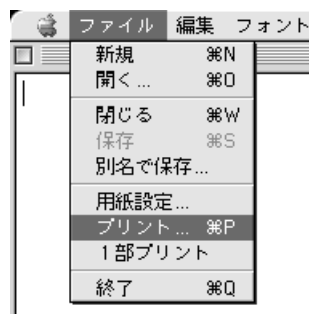 ファイル 編集 フォント
新規 ⌘N
開く... ⌘O
閉じる ⌘W
保存 ⌘S
別名で保存...
用紙設定...
プリント... ⌘P
1部プリント
終了 ⌘Q